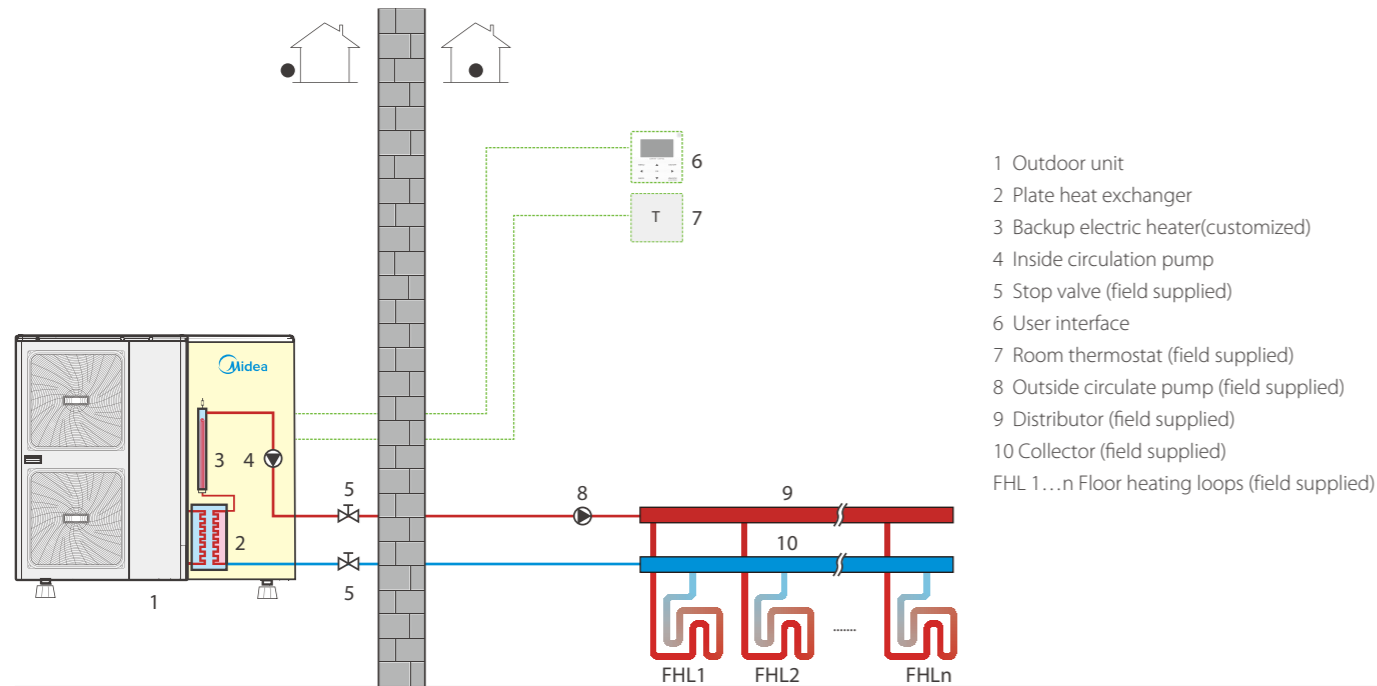 6
T
7
Midea
3
4
5
8
9
2
10
5
1
.......
FHL1
FHL2
FHLn
1 Outdoor unit
2 Plate heat exchanger
3 Backup electric heater(customized)
4 Inside circulation pump
5 Stop valve (field supplied)
6 User interface
7 Room thermostat (field supplied)
8 Outside circulate pump (field supplied)
9 Distributor (field supplied)
10 Collector (field supplied)
FHL 1…n Floor heating loops (field supplied)